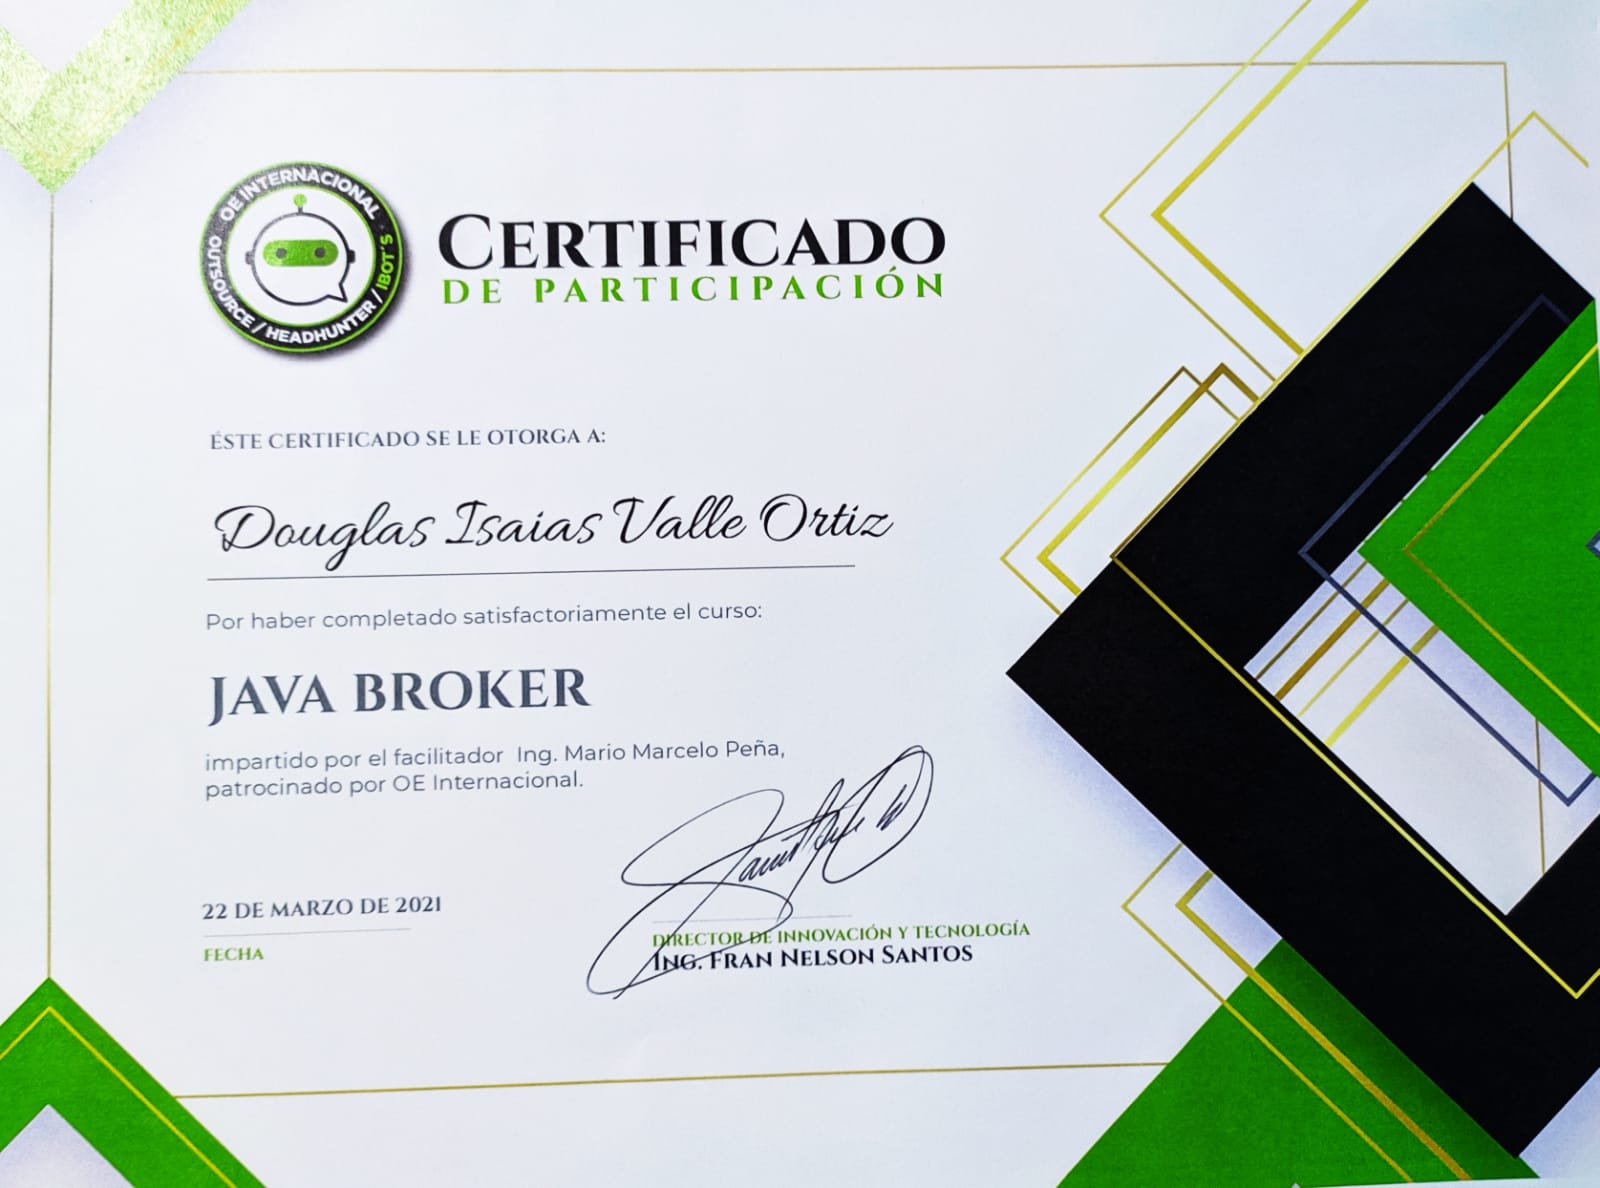 OE INTERNACIONAL
OUTSOURCE / HEADHUNTER / IBOT'S
CERTIFICADO
DE PARTICIPACIÓN
ÉSTE CERTIFICADO SE LE OTORGA A:
Douglas Isaias Valle Ortiz
Por haber completado satisfactoriamente el curso:
JAVA BROKER
impartido por el facilitador Ing. Mario Marcelo Peña,
patrocinado por OE Internacional.
22 DE MARZO DE 2021
FECHA
DIRECTOR DE INNOVACIÓN Y TECNOLOGÍA
ING. FRAN NELSON SANTOS